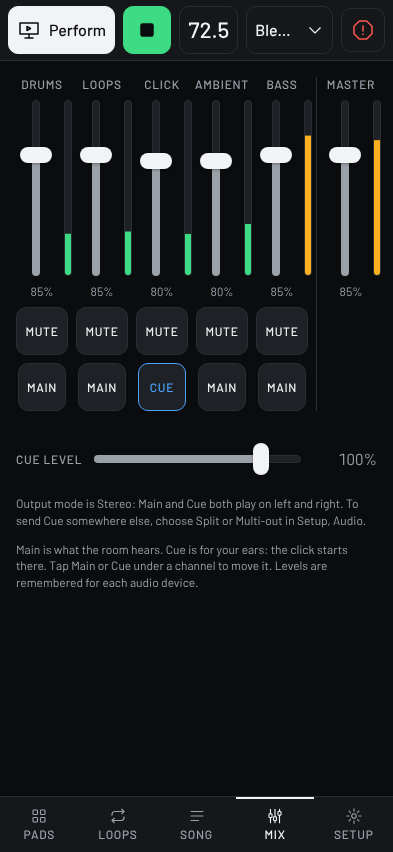 Perform
72.5
Ble...
DRUMS LOOPS CLICK AMBIENT BASS MASTER
85% 85% 80% 80% 85% 85%
MUTE MUTE MUTE MUTE MUTE
MAIN MAIN CUE MAIN MAIN
CUE LEVEL 100%
Output mode is Stereo: Main and Cue both play on left and right. To
send Cue somewhere else, choose Split or Multi-out in Setup, Audio.
Main is what the room hears. Cue is for your ears: the click starts
there. Tap Main or Cue under a channel to move it. Levels are
remembered for each audio device.
PADS LOOPS SONG MIX SETUP